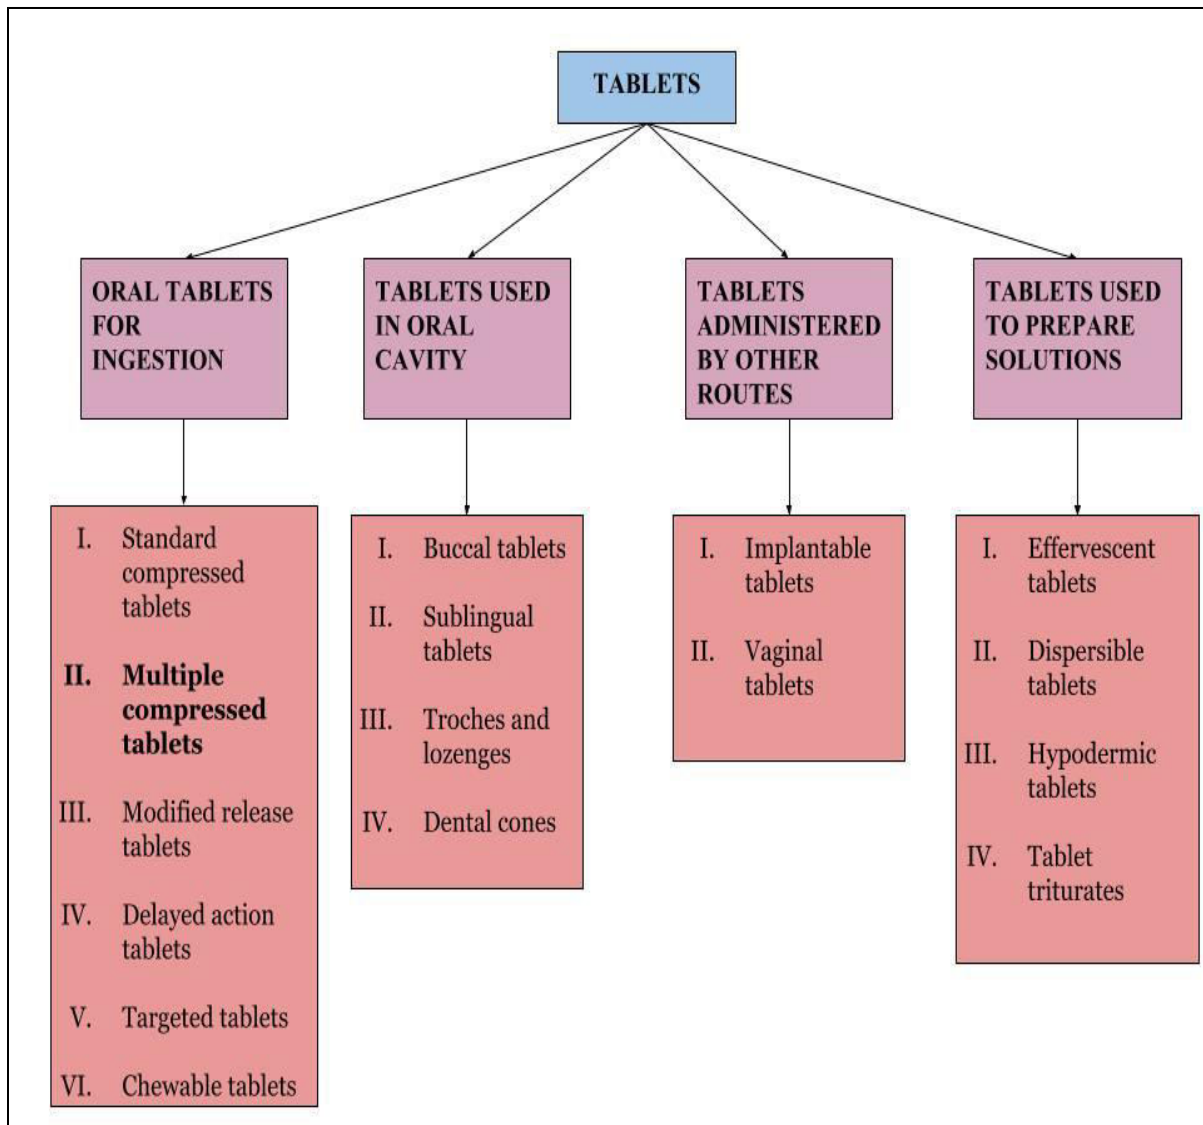 TABLETS
ORAL TABLETS
FOR
INGESTION
TABLETS USED
IN ORAL
CAVITY
TABLETS
ADMINISTERED
BY OTHER
ROUTES
TABLETS USED
TO PREPARE
SOLUTIONS
I. Standard
compressed
tablets
II. Multiple
compressed
tablets
III. Modified release
tablets
IV. Delayed action
tablets
V. Targeted tablets
VI. Chewable tablets
I. Buccal tablets
II. Sublingual
tablets
III. Troches and
lozenges
IV. Dental cones
I. Implantable
tablets
II. Vaginal
tablets
I. Effervescent
tablets
II. Dispersible
tablets
III. Hypodermic
tablets
IV. Tablet
triturates